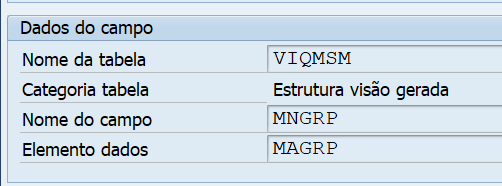 Dados do campo
Nome da tabela VIQMSM
Categoria tabela Estrutura visão gerada
Nome do campo MNGRP
Elemento dados MAGRP